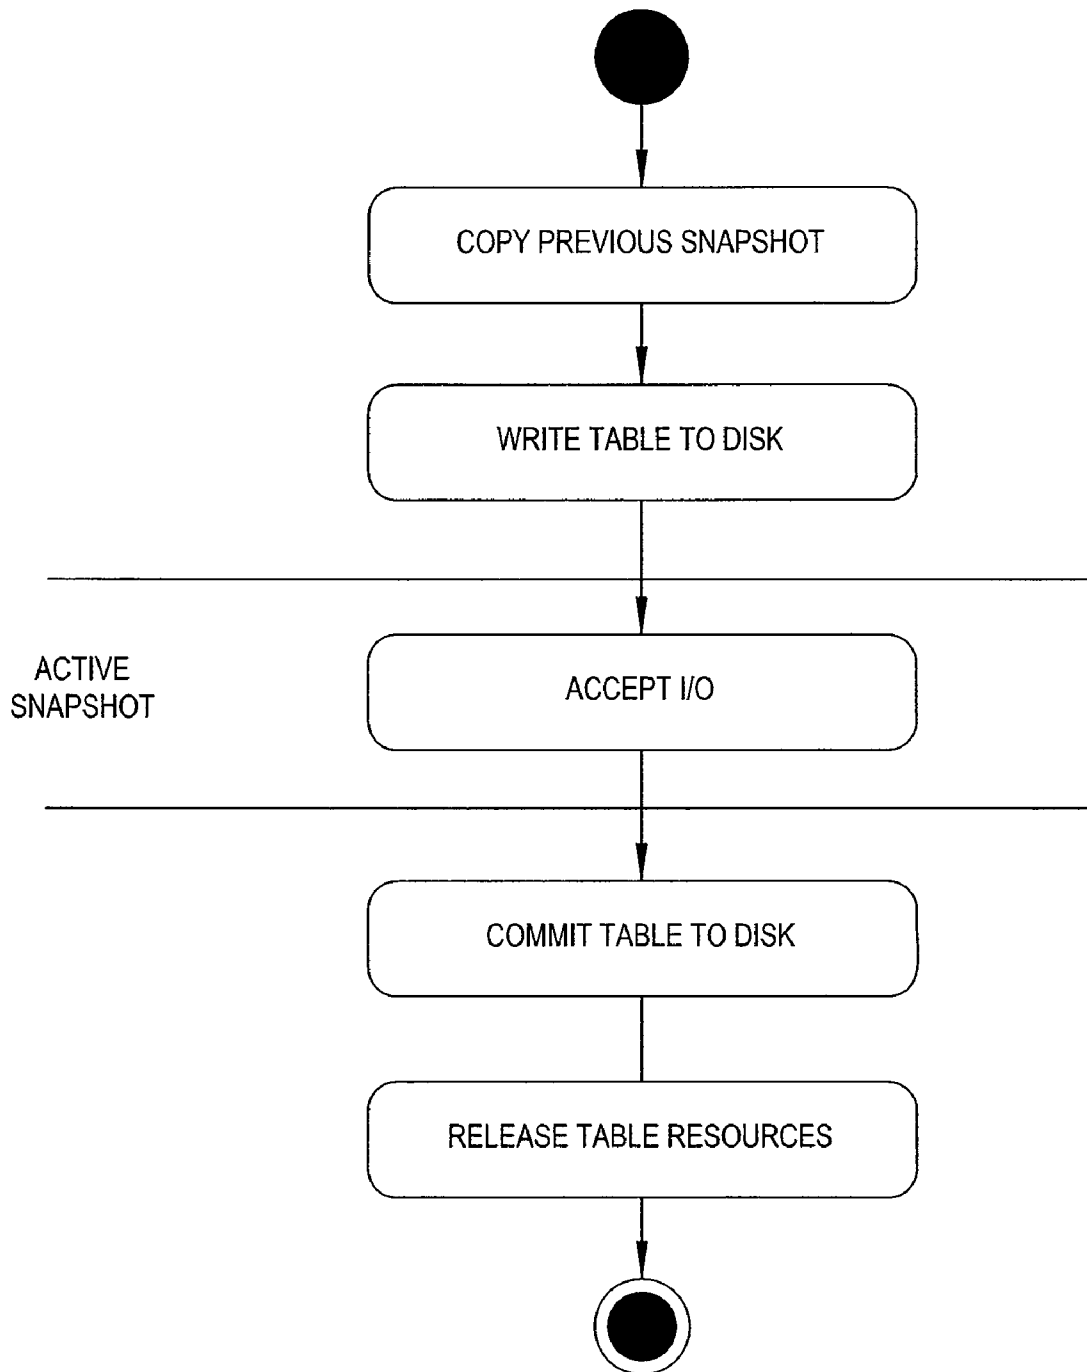 COPY PREVIOUS SNAPSHOT
WRITE TABLE TO DISK
ACTIVE
SNAPSHOT
ACCEPT I/O
COMMIT TABLE TO DISK
RELEASE TABLE RESOURCES